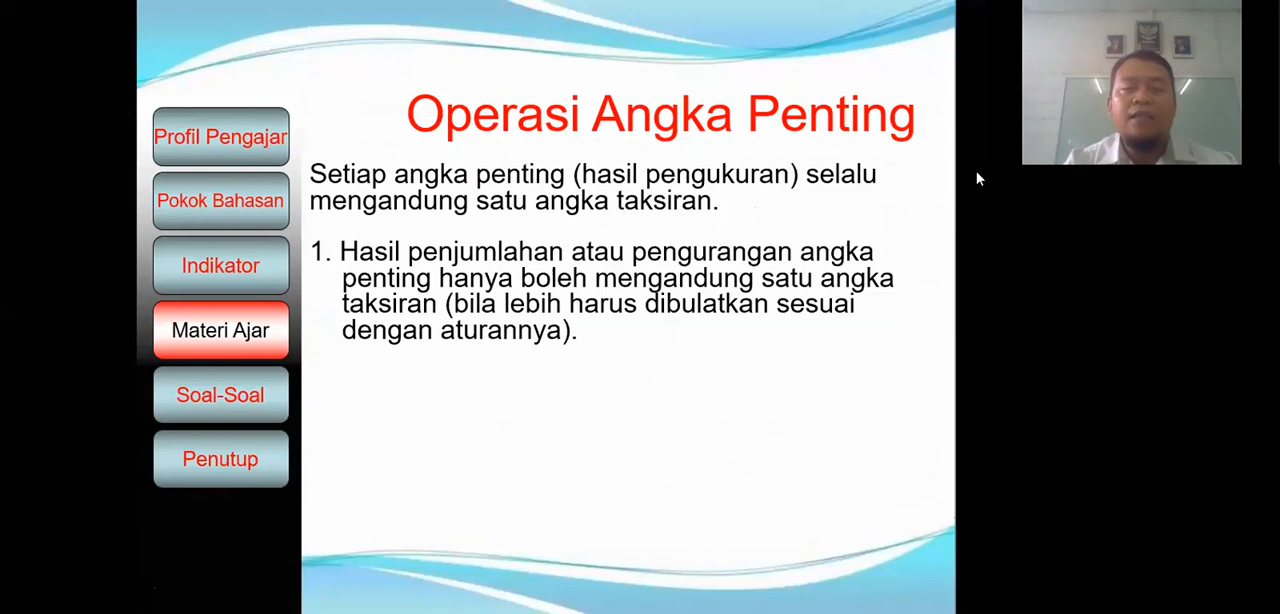 Operasi Angka Penting
Profil Pengajar
Pokok Bahasan
Indikator
Materi Ajar
Soal-Soal
Penutup
Setiap angka penting (hasil pengukuran) selalu
mengandung satu angka taksiran.
1. Hasil penjumlahan atau pengurangan angka
penting hanya boleh mengandung satu angka
taksiran (bila lebih harus dibulatkan sesuai
dengan aturannya).